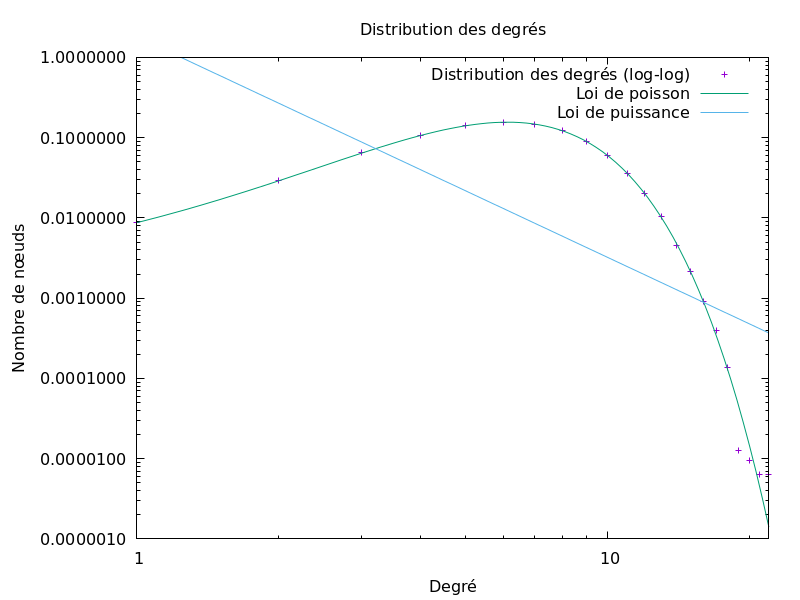 Distribution des degrés
1.0000000
Distribution des degrés (log-log)
Loi de poisson
Loi de puissance
0.1000000
0.0100000
0.0010000
0.0001000
0.0000100
0.0000010
Nombre de nœuds
1
10
Degré